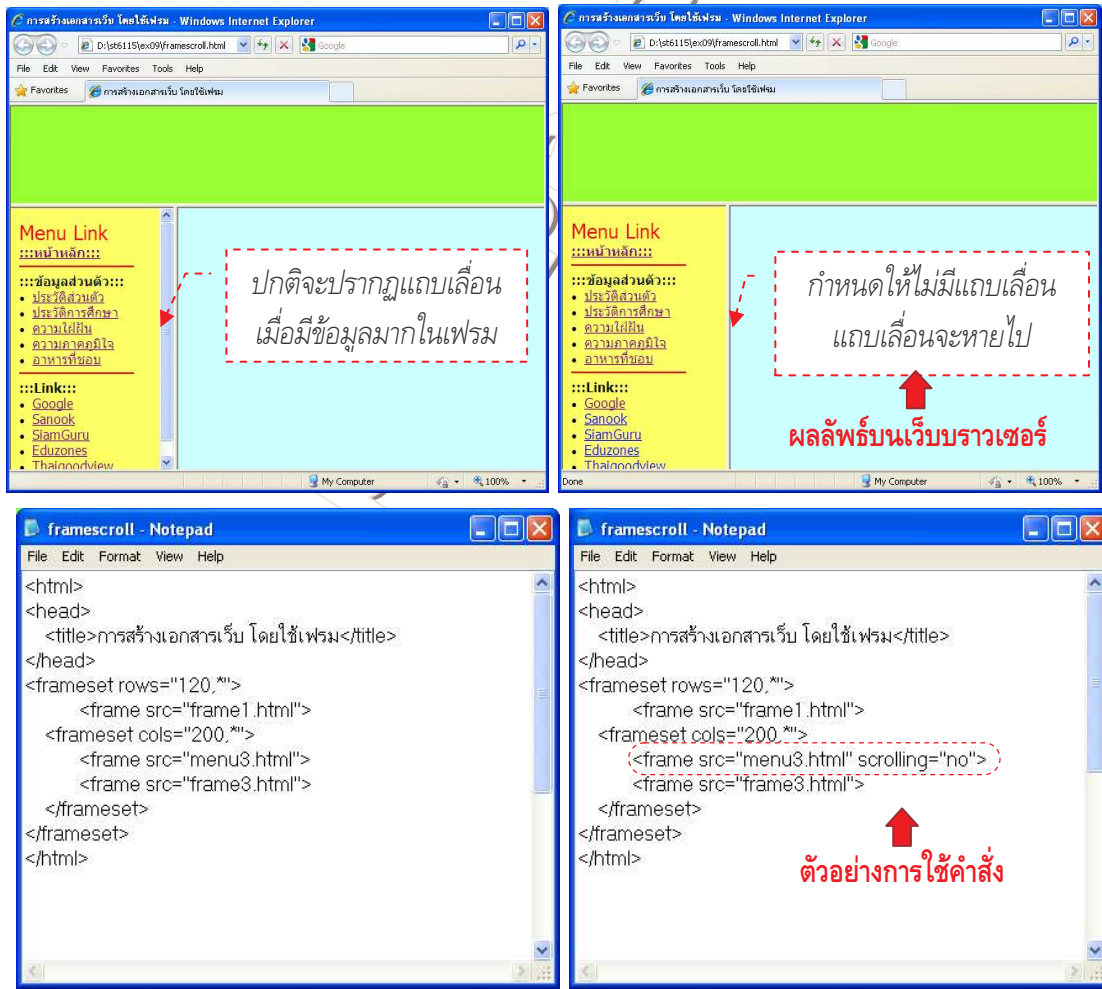 การสร้างเอกสารเว็บ โดยใช้เฟรม - Windows Internet Explorer
D:\st6115\ex09\framescroll.html
Google
File Edit View Favorites Tools Help
Favorites
การสร้างเอกสารเว็บ โดยใช้เฟรม
Menu Link
:::หน้าหลัก:::
:::ข้อมูลส่วนตัว:::
• ประวัติส่วนตัว
• ประวัติการศึกษา
• ความใฝ่ฝัน
• ความภาคภูมิใจ
• อาหารที่ชอบ
:::Link:::
• Google
• Sanook
• SiamGuru
• Eduzones
• Thaigoodview
ปกติจะปรากฏแถบเลื่อน
เมื่อมีข้อมูลมากในเฟรม
My Computer
100%
การสร้างเอกสารเว็บ โดยใช้เฟรม - Windows Internet Explorer
D:\st6115\ex09\framescroll.html
Google
File Edit View Favorites Tools Help
Favorites
การสร้างเอกสารเว็บ โดยใช้เฟรม
Menu Link
:::หน้าหลัก:::
:::ข้อมูลส่วนตัว:::
• ประวัติส่วนตัว
• ประวัติการศึกษา
• ความใฝ่ฝัน
• ความภาคภูมิใจ
• อาหารที่ชอบ
:::Link:::
• Google
• Sanook
• SiamGuru
• Eduzones
• Thaigoodview
กำหนดให้ไม่มีแถบเลื่อน
แถบเลื่อนจะหายไป
ผลลัพธ์บนเว็บบราวเซอร์
Done
My Computer
100%
framescroll - Notepad
File Edit Format View Help
<html>
<head>
<title>การสร้างเอกสารเว็บ โดยใช้เฟรม</title>
</head>
<frameset rows="120,*">
<frame src="frame1.html">
<frameset cols="200,*">
<frame src="menu3.html">
<frame src="frame3.html">
</frameset>
</frameset>
</html>
framescroll - Notepad
File Edit Format View Help
<html>
<head>
<title>การสร้างเอกสารเว็บ โดยใช้เฟรม</title>
</head>
<frameset rows="120,*">
<frame src="frame1.html">
<frameset cols="200,*">
<frame src="menu3.html" scrolling="no">
<frame src="frame3.html">
</frameset>
</frameset>
</html>
ตัวอย่างการใช้คำสั่ง